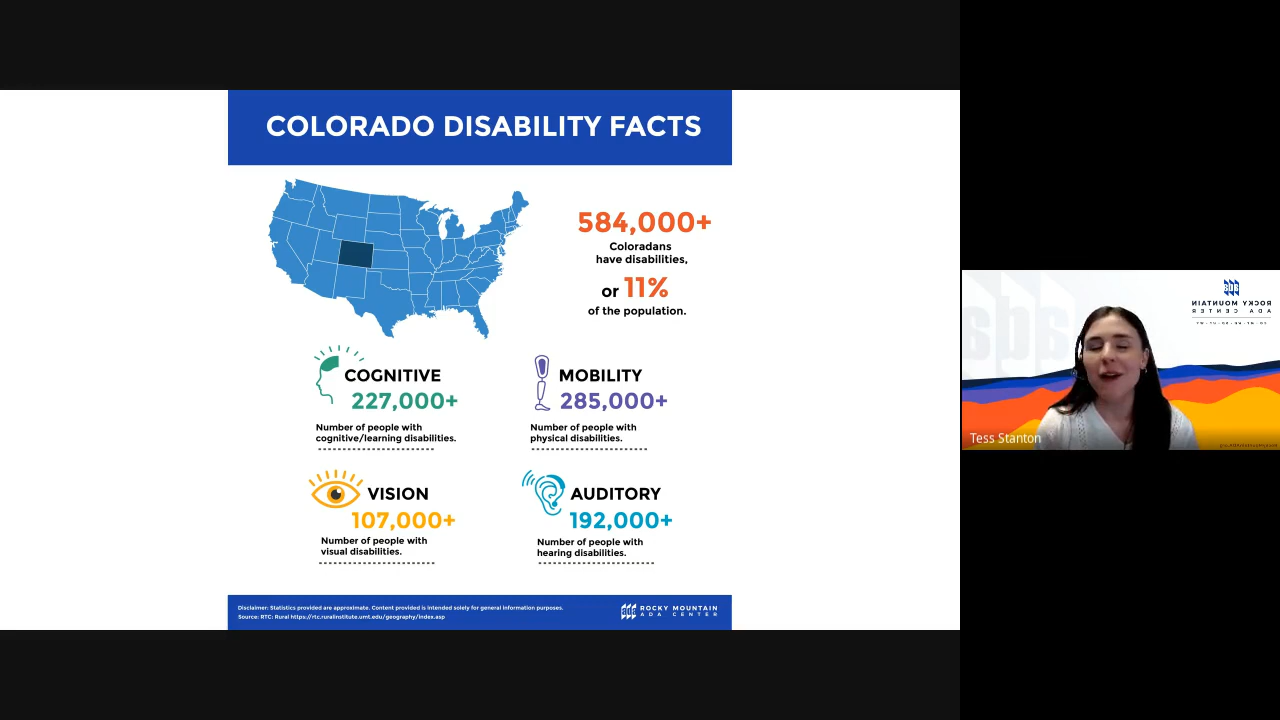 COLORADO DISABILITY FACTS
584,000+
Coloradans
have disabilities,
or 11%
of the population.
COGNITIVE
227,000+
Number of people with
cognitive/learning disabilities.
MOBILITY
285,000+
Number of people with
physical disabilities.
VISION
107,000+
Number of people with
visual disabilities.
AUDITORY
192,000+
Number of people with
hearing disabilities.
Disclaimer: Statistics provided are approximate. Content provided is intended solely for general information purposes.
Source: RTC: Rural https://rtc.ruralinstitute.umt.edu/geography/index.asp
ROCKY MOUNTAIN
ADA CENTER
ROCKY MOUNTAIN
ADA CENTER
Tess Stanton